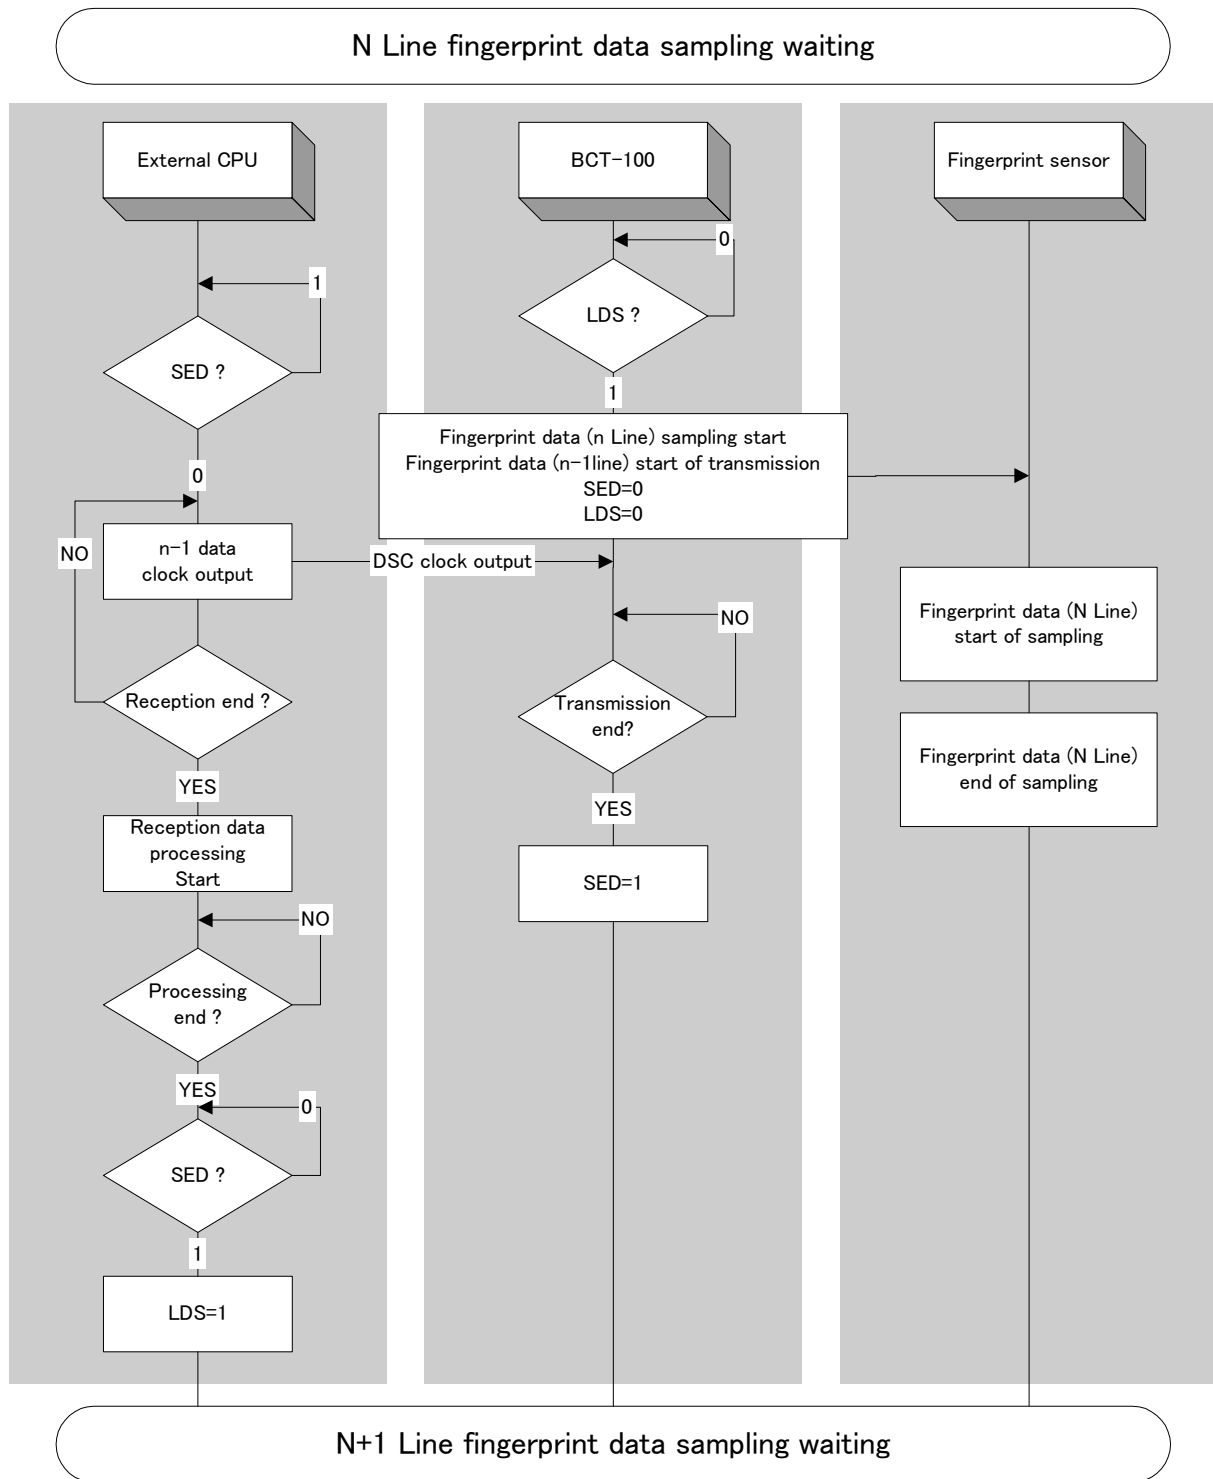 N Line fingerprint data sampling waiting
External CPU
1
SED ?
0
NO
n-1 data
clock output
DSC clock output
Reception end ?
YES
Reception data
processing
Start
NO
Processing
end ?
YES
0
SED ?
1
LDS=1
BCT-100
0
LDS ?
1
Fingerprint data (n Line) sampling start
Fingerprint data (n-1line) start of transmission
SED=0
LDS=0
NO
Transmission
end?
YES
SED=1
Fingerprint sensor
Fingerprint data (N Line)
start of sampling
Fingerprint data (N Line)
end of sampling
N+1 Line fingerprint data sampling waiting